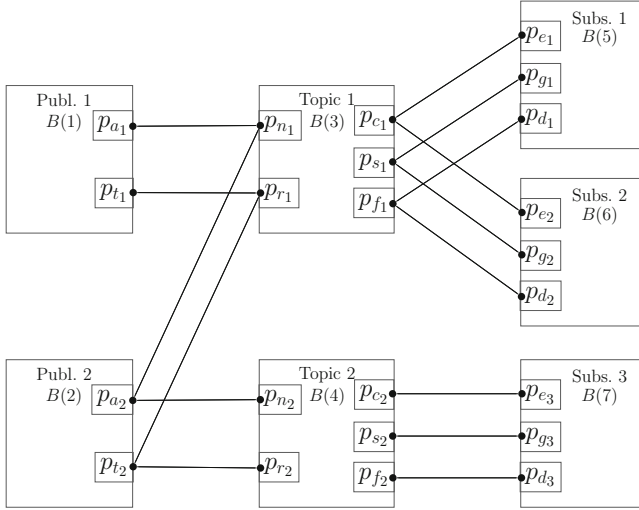 Publ. 1
B(1)
p_{a_1}
p_{t_1}
Topic 1
B(3)
p_{n_1}
p_{r_1}
p_{c_1}
p_{s_1}
p_{f_1}
Subs. 1
B(5)
p_{e_1}
p_{g_1}
p_{d_1}
Subs. 2
B(6)
p_{e_2}
p_{g_2}
p_{d_2}
Publ. 2
B(2)
p_{a_2}
p_{t_2}
Topic 2
B(4)
p_{n_2}
p_{r_2}
p_{c_2}
p_{s_2}
p_{f_2}
Subs. 3
B(7)
p_{e_3}
p_{g_3}
p_{d_3}